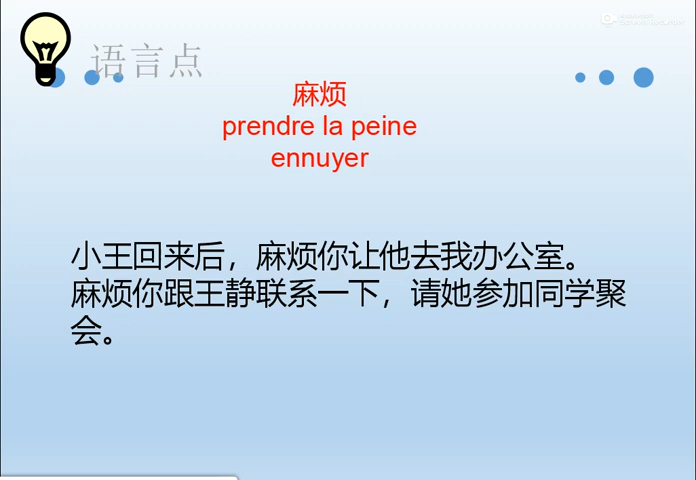 语言点
麻烦
prendre la peine
ennuyer
小王回来后，麻烦你让他去我办公室。
麻烦你跟王静联系一下，请她参加同学聚
会。